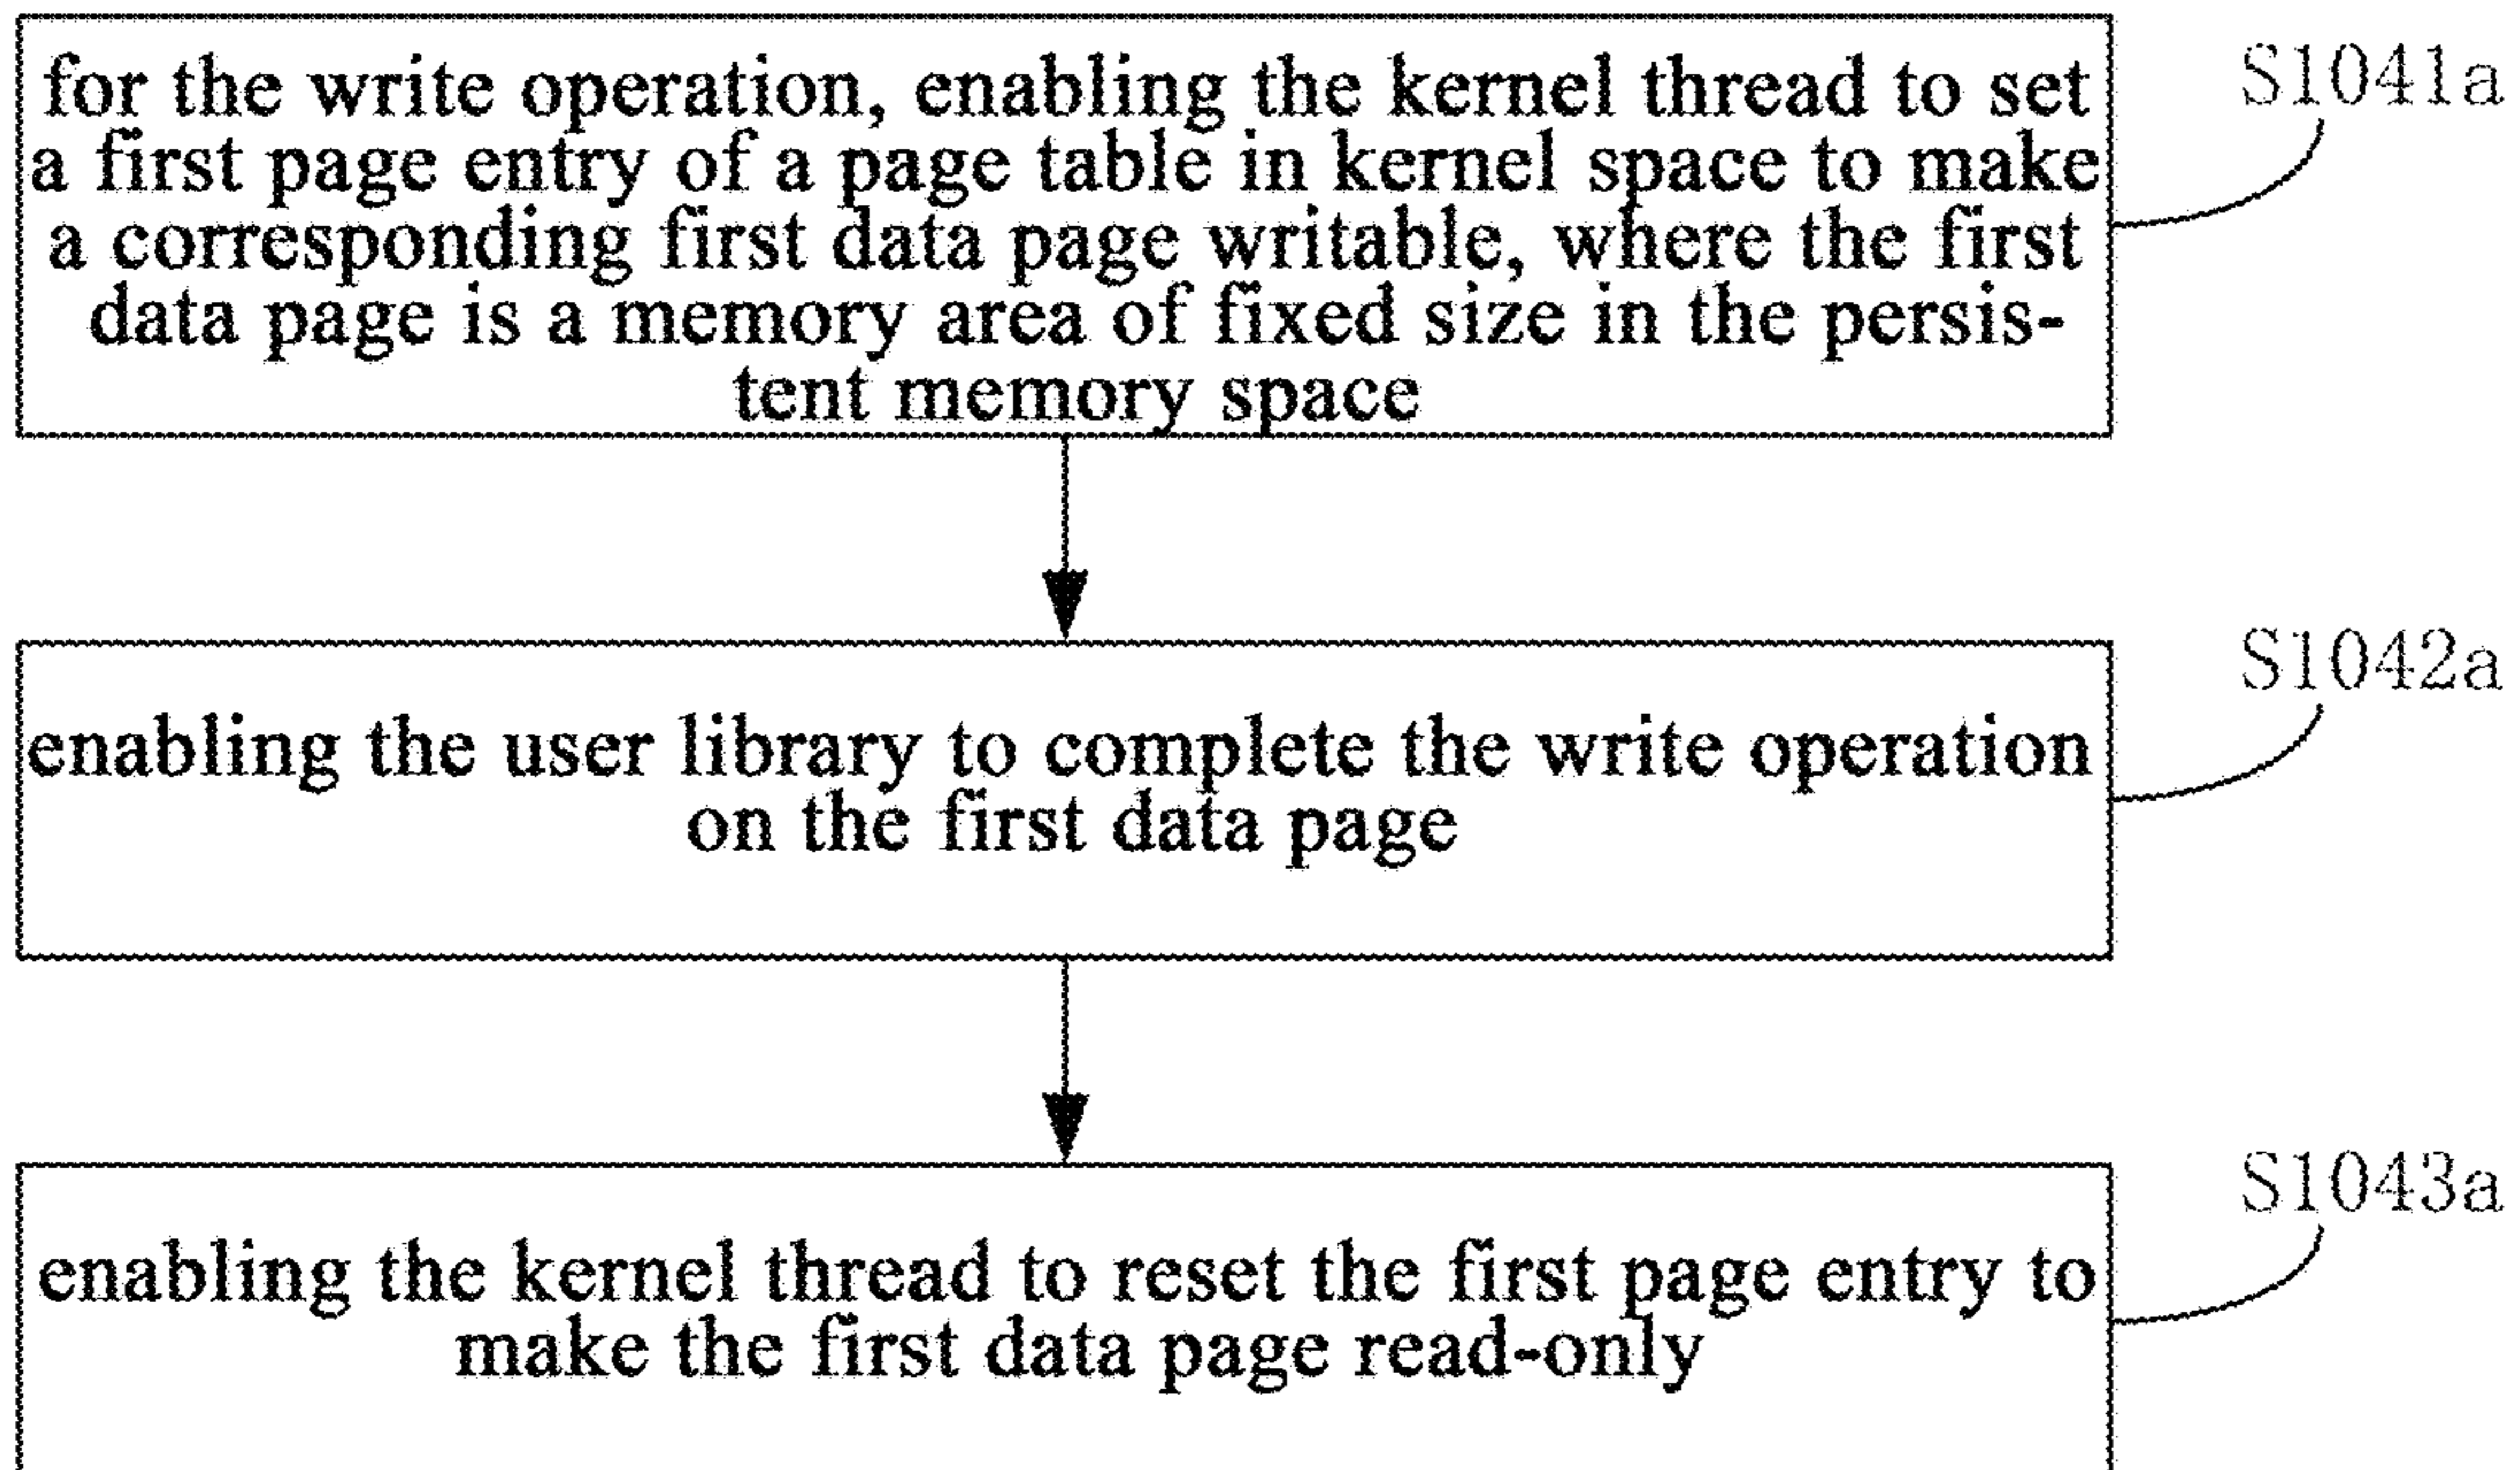 for the write operation, enabling the kernel thread to set
S1041a
a first page entry of a page table in kernel space to make
a corresponding first data page writable, where the first
data page is a memory area of fixed size in the persis-
tent memory space
S1042a
enabling the user library to complete the write operation
on the first data page
S1043a
enabling the kernel thread to reset the first page entry to
make the first data page read-only